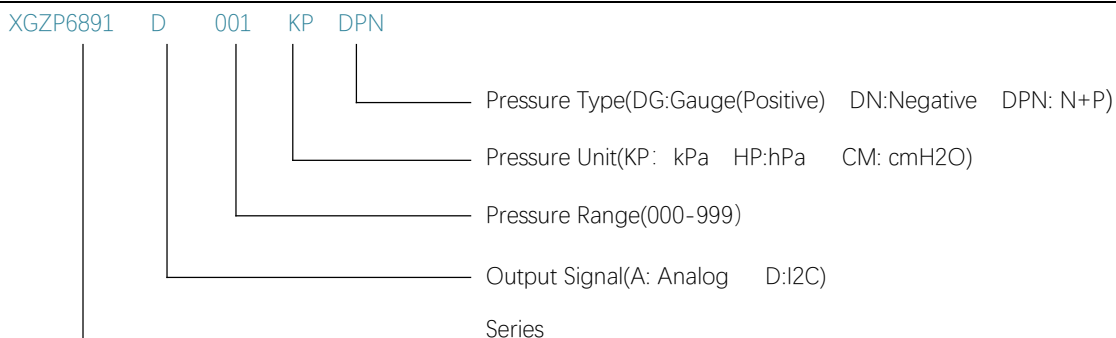 XGZP6891 D 001 KP DPN
Pressure Type(DG:Gauge(Positive) DN:Negative DPN: N+P)
Pressure Unit(KP： kPa HP:hPa CM: cmH2O)
Pressure Range(000-999）
Output Signal(A: Analog D:I2C)
Series